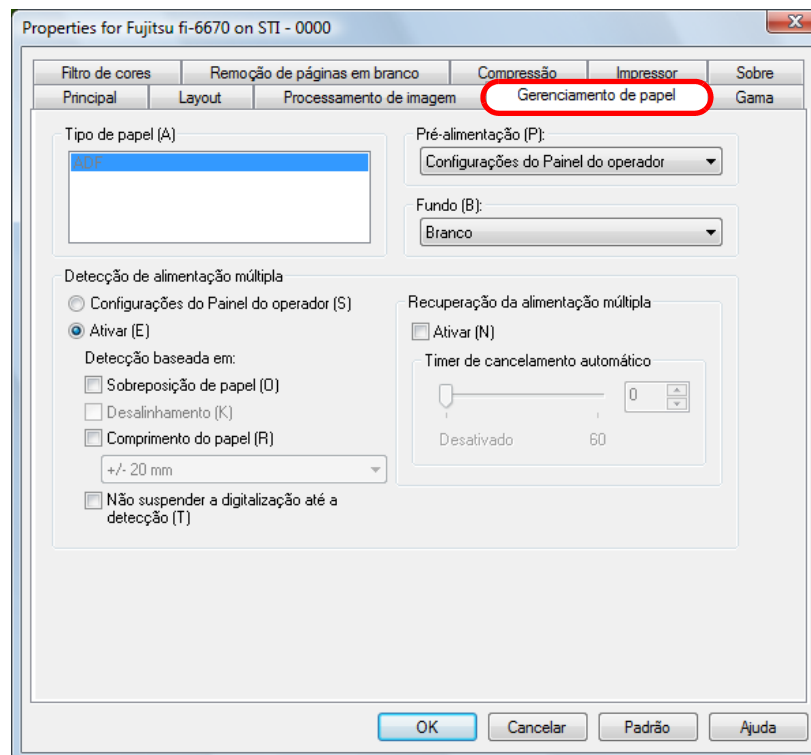 Properties for Fujitsu fi-6670 on STI - 0000
Filtro de cores Remoção de páginas em branco Compressão Impressor Sobre
Principal Layout Processamento de imagem Gerenciamento de papel Gama
Tipo de papel (A)
ADF
Pré-alimentação (P):
Configurações do Painel do operador
Fundo (B):
Branco
Detecção de alimentação múltipla
Configurações do Painel do operador (S)
Ativar (E)
Detecção baseada em:
Sobreposição de papel (O)
Desalinhamento (K)
Comprimento do papel (R)
+/- 20 mm
Não suspender a digitalização até a
detecção (T)
Recuperação da alimentação múltipla
Ativar (N)
Timer de cancelamento automático
0
Desativado 60
OK Cancelar Padrão Ajuda